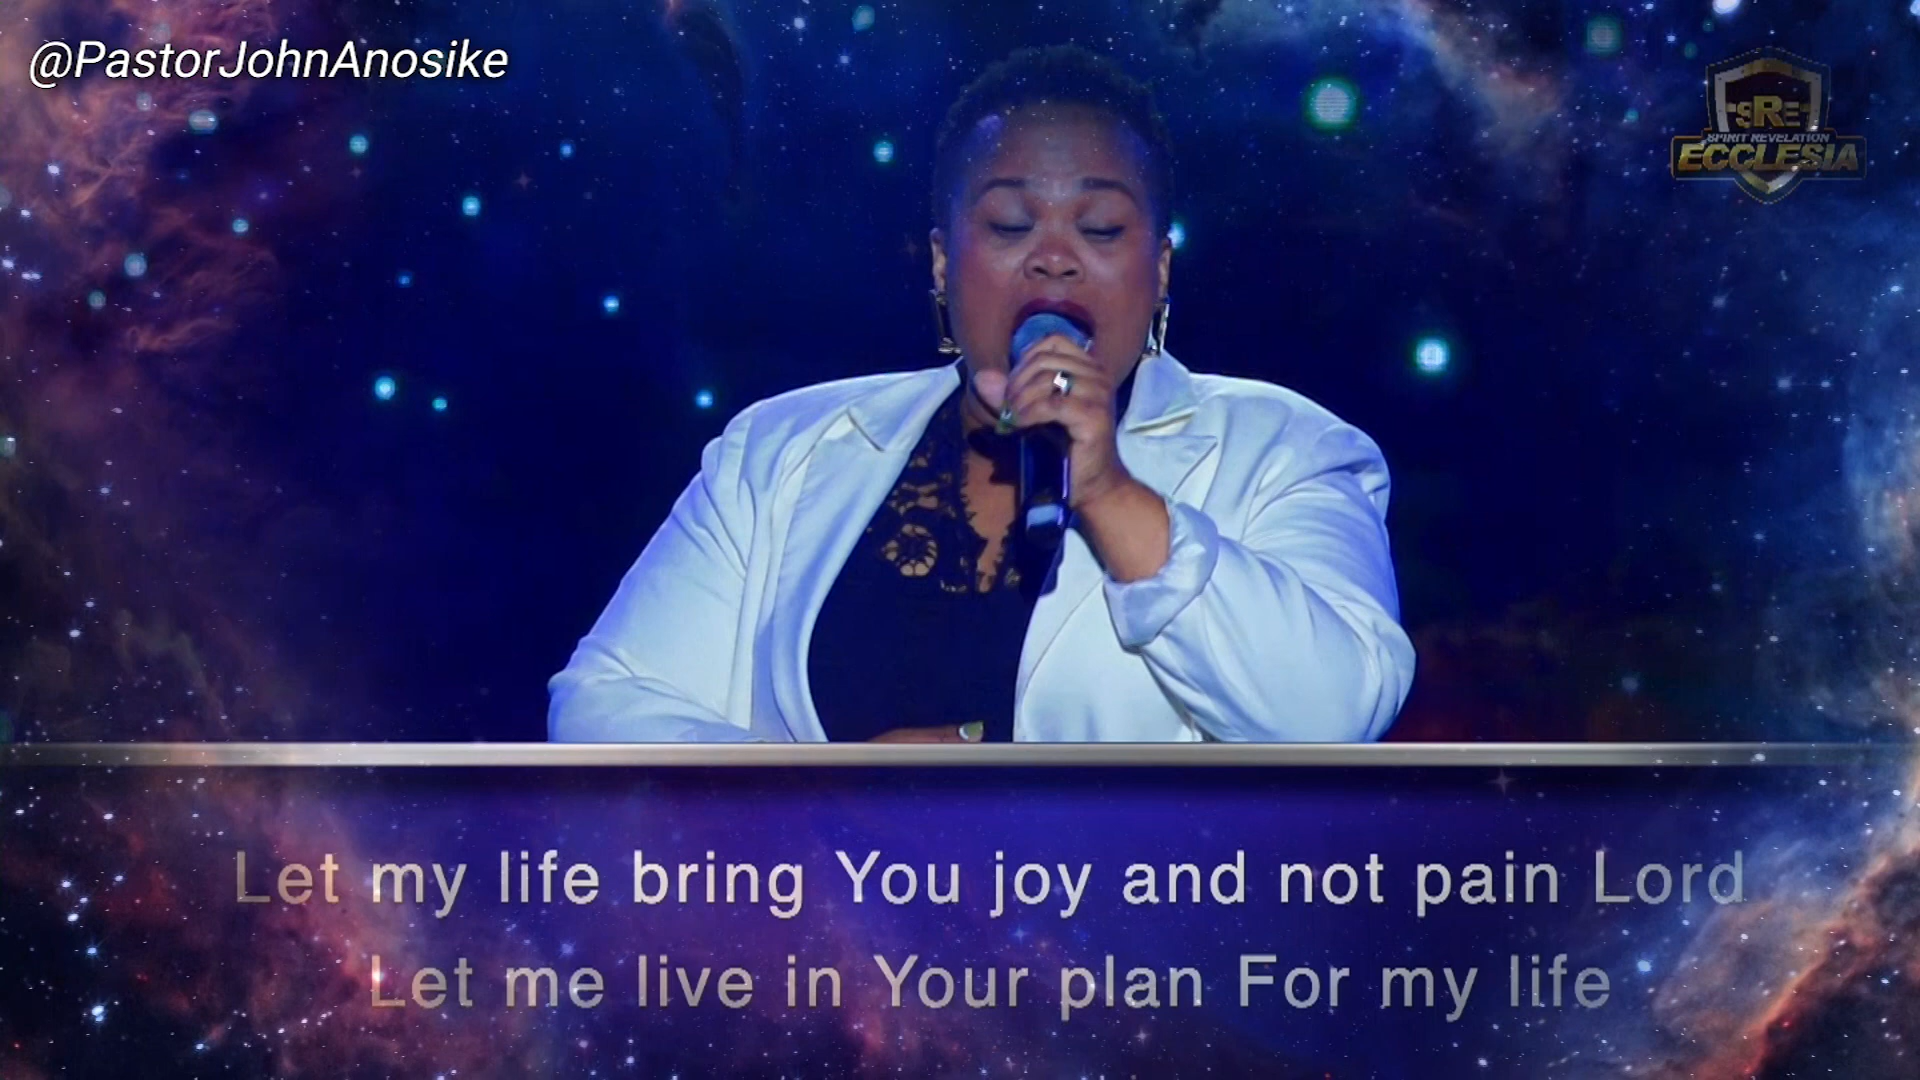 @PastorJohnAnosike
SRE
SPIRIT REVELATION
ECCLESIA
Let my life bring You joy and not pain Lord
Let me live in Your plan For my life